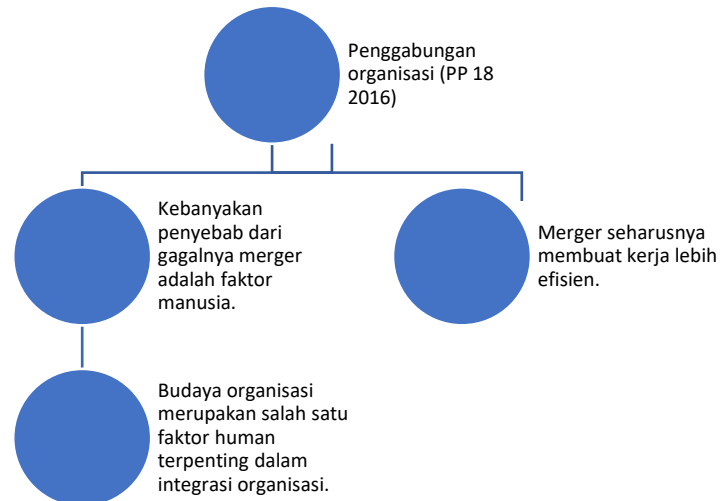 Penggabungan
organisasi (PP 18
2016)
Kebanyakan
penyebab dari
gagalnya merger
adalah faktor
manusia.
Merger seharusnya
membuat kerja lebih
efisien.
Budaya organisasi
merupakan salah satu
faktor human
terpenting dalam
integrasi organisasi.